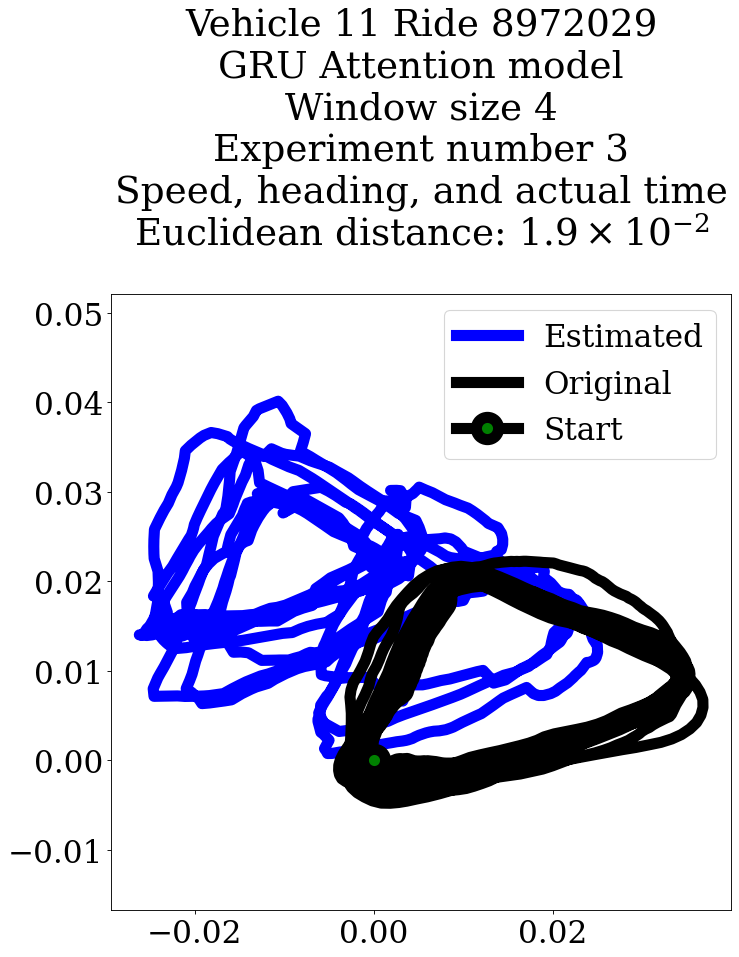 Vehicle 11 Ride 8972029
GRU Attention model
Window size 4
Experiment number 3
Speed, heading, and actual time
Euclidean distance: 1.9 × 10⁻²
Estimated
Original
Start
0.05
0.04
0.03
0.02
0.01
0.00
−0.01
−0.02 0.00 0.02